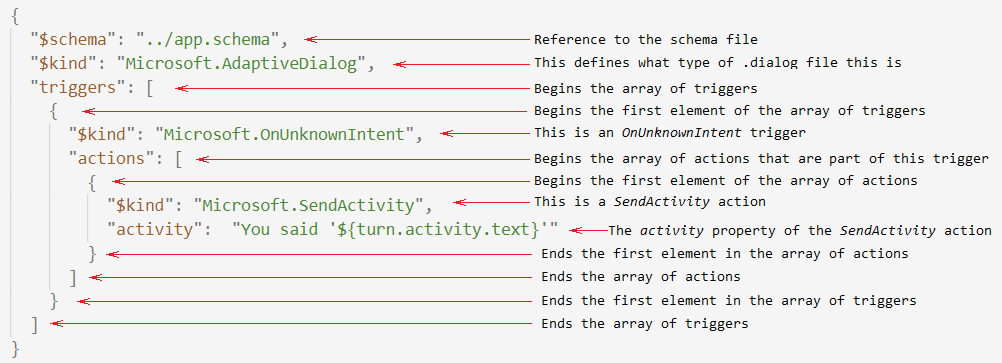 {
"$schema": "../app.schema", Reference to the schema file
"$kind": "Microsoft.AdaptiveDialog", This defines what type of .dialog file this is
"triggers": [ Begins the array of triggers
{ Begins the first element of the array of triggers
"$kind": "Microsoft.OnUnknownIntent", This is an OnUnknownIntent trigger
"actions": [ Begins the array of actions that are part of this trigger
{ Begins the first element of the array of actions
"$kind": "Microsoft.SendActivity", This is a SendActivity action
"activity": "You said '${turn.activity.text}'" The activity property of the SendActivity action
} Ends the first element in the array of actions
] Ends the array of actions
} Ends the first element in the array of triggers
] Ends the array of triggers
}